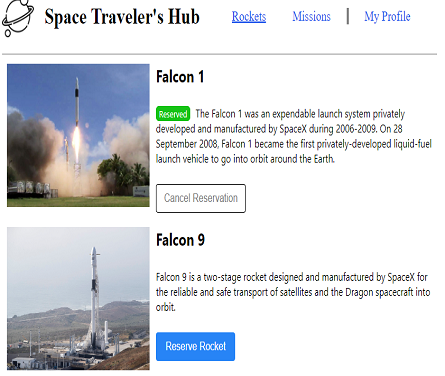 Space Traveler's Hub Rockets Missions My Profile
Falcon 1
Reserved The Falcon 1 was an expendable launch system privately
developed and manufactured by SpaceX during 2006-2009. On 28
September 2008, Falcon 1 became the first privately-developed liquid-fuel
launch vehicle to go into orbit around the Earth.
Cancel Reservation
Falcon 9
Falcon 9 is a two-stage rocket designed and manufactured by SpaceX for
the reliable and safe transport of satellites and the Dragon spacecraft into
orbit.
Reserve Rocket